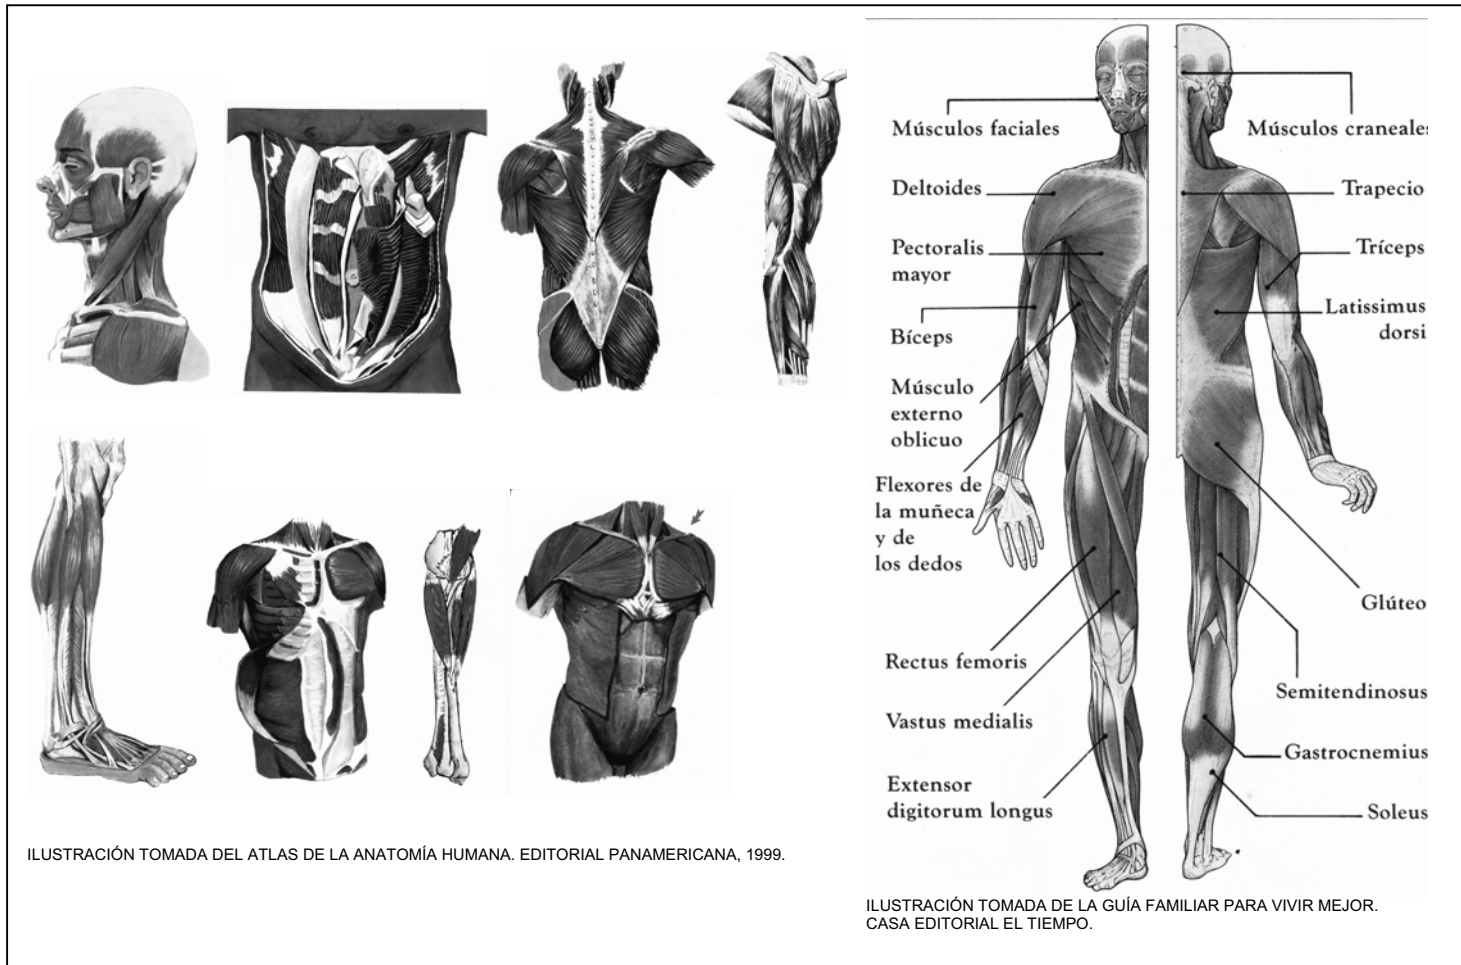 Músculos faciales
Deltoides
Pectoralis
mayor
Bíceps
Músculo
externo
oblicuo
Flexores de
la muñeca
y de
los dedos
Rectus femoris
Vastus medialis
Extensor
digitorum longus
Músculos craneales
Trapecio
Tríceps
Latissimus
dorsi
Glúteo
Semitendinosus
Gastrocnemius
Soleus
ILUSTRACIÓN TOMADA DEL ATLAS DE LA ANATOMÍA HUMANA. EDITORIAL PANAMERICANA, 1999.
ILUSTRACIÓN TOMADA DE LA GUÍA FAMILIAR PARA VIVIR MEJOR.
CASA EDITORIAL EL TIEMPO.